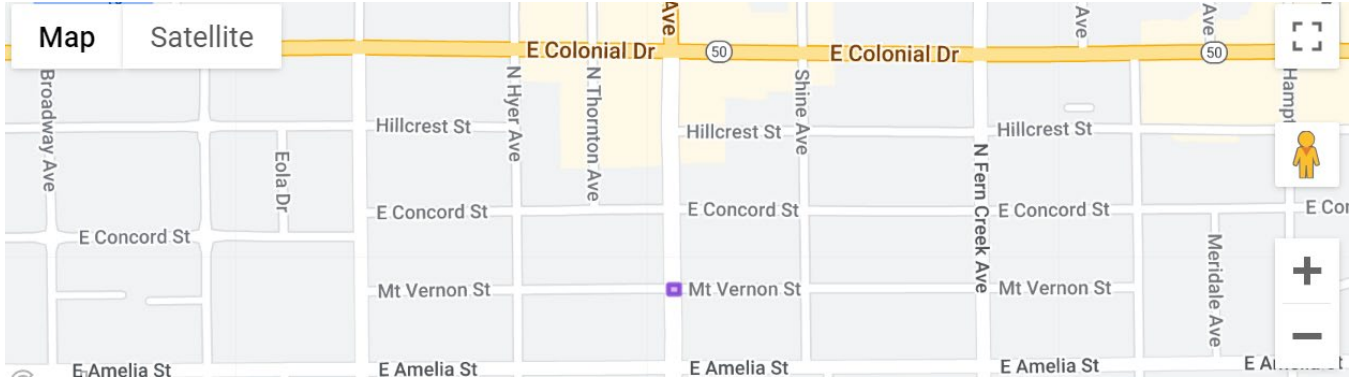 Map
Satellite
Ave
Ave
Ave
E Colonial Dr
50
E Colonial Dr
50
Broadway Ave
N Hyer Ave
N Thornton Ave
Shine Ave
Hampt
Hillcrest St
Hillcrest St
Hillcrest St
Eola Dr
N Fern Creek Ave
E Concord St
E Concord St
E Concord St
E Cor
E Concord St
Meridale Ave
Mt Vernon St
Mt Vernon St
Mt Vernon St
E Amelia St
E Amelia St
E Amelia St
E Amelia St